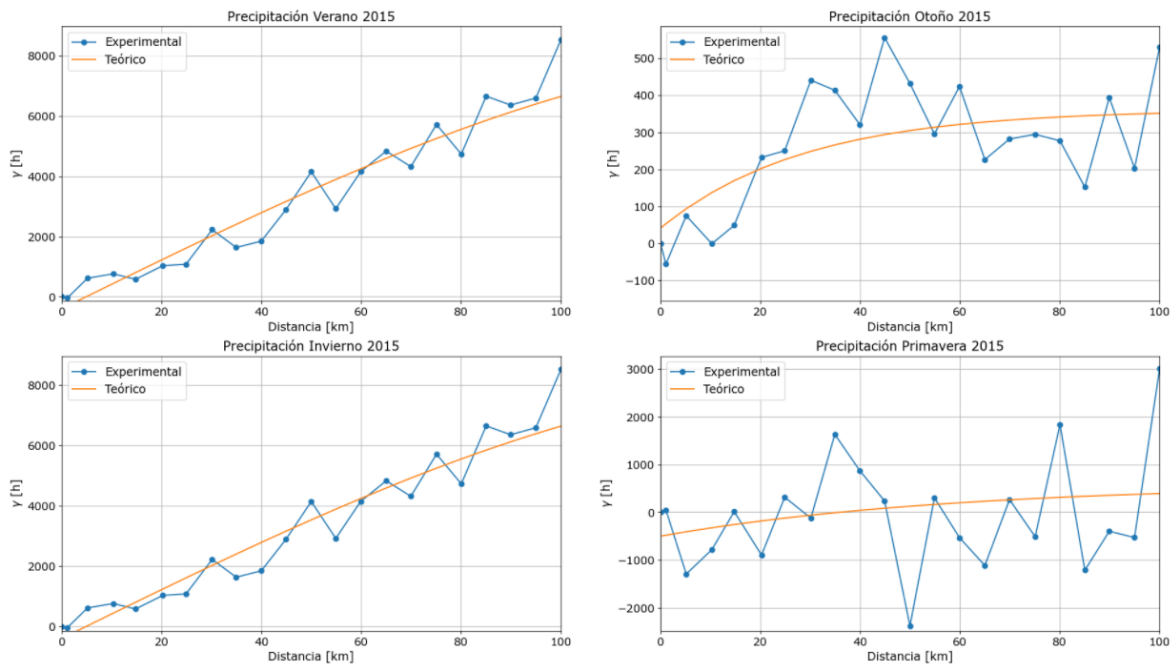 Precipitación Verano 2015
Experimental
Teórico
8000
6000
4000
2000
0
γ [h]
0 20 40 60 80 100
Distancia [km]
Precipitación Otoño 2015
Experimental
Teórico
500
400
300
200
100
0
−100
γ [h]
0 20 40 60 80 100
Distancia [km]
Precipitación Invierno 2015
Experimental
Teórico
8000
6000
4000
2000
0
γ [h]
0 20 40 60 80 100
Distancia [km]
Precipitación Primavera 2015
Experimental
Teórico
3000
2000
1000
0
−1000
−2000
γ [h]
0 20 40 60 80 100
Distancia [km]